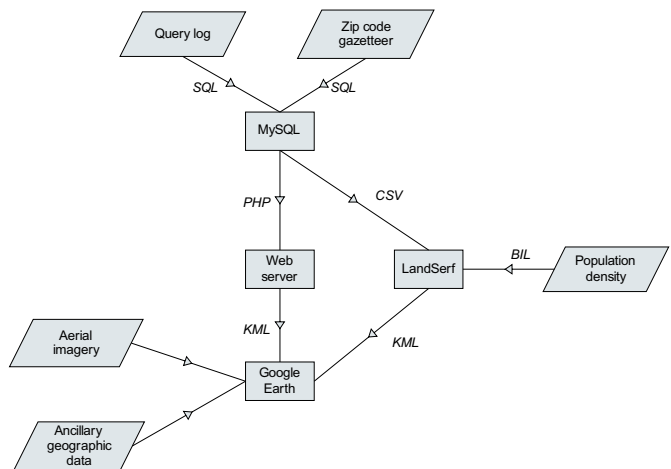 Query log
Zip code
gazetteer
SQL
SQL
MySQL
PHP
CSV
Web
server
LandSerf
BIL
Population
density
KML
KML
Aerial
imagery
Google
Earth
Ancillary
geographic
data